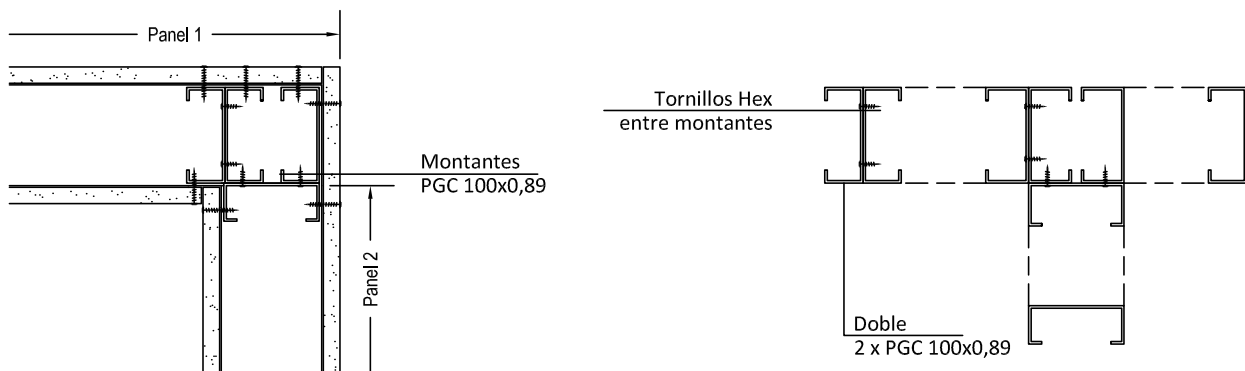 Panel 1
Montantes
PGC 100x0,89
Panel 2
Tornillos Hex
entre montantes
Doble
2 x PGC 100x0,89